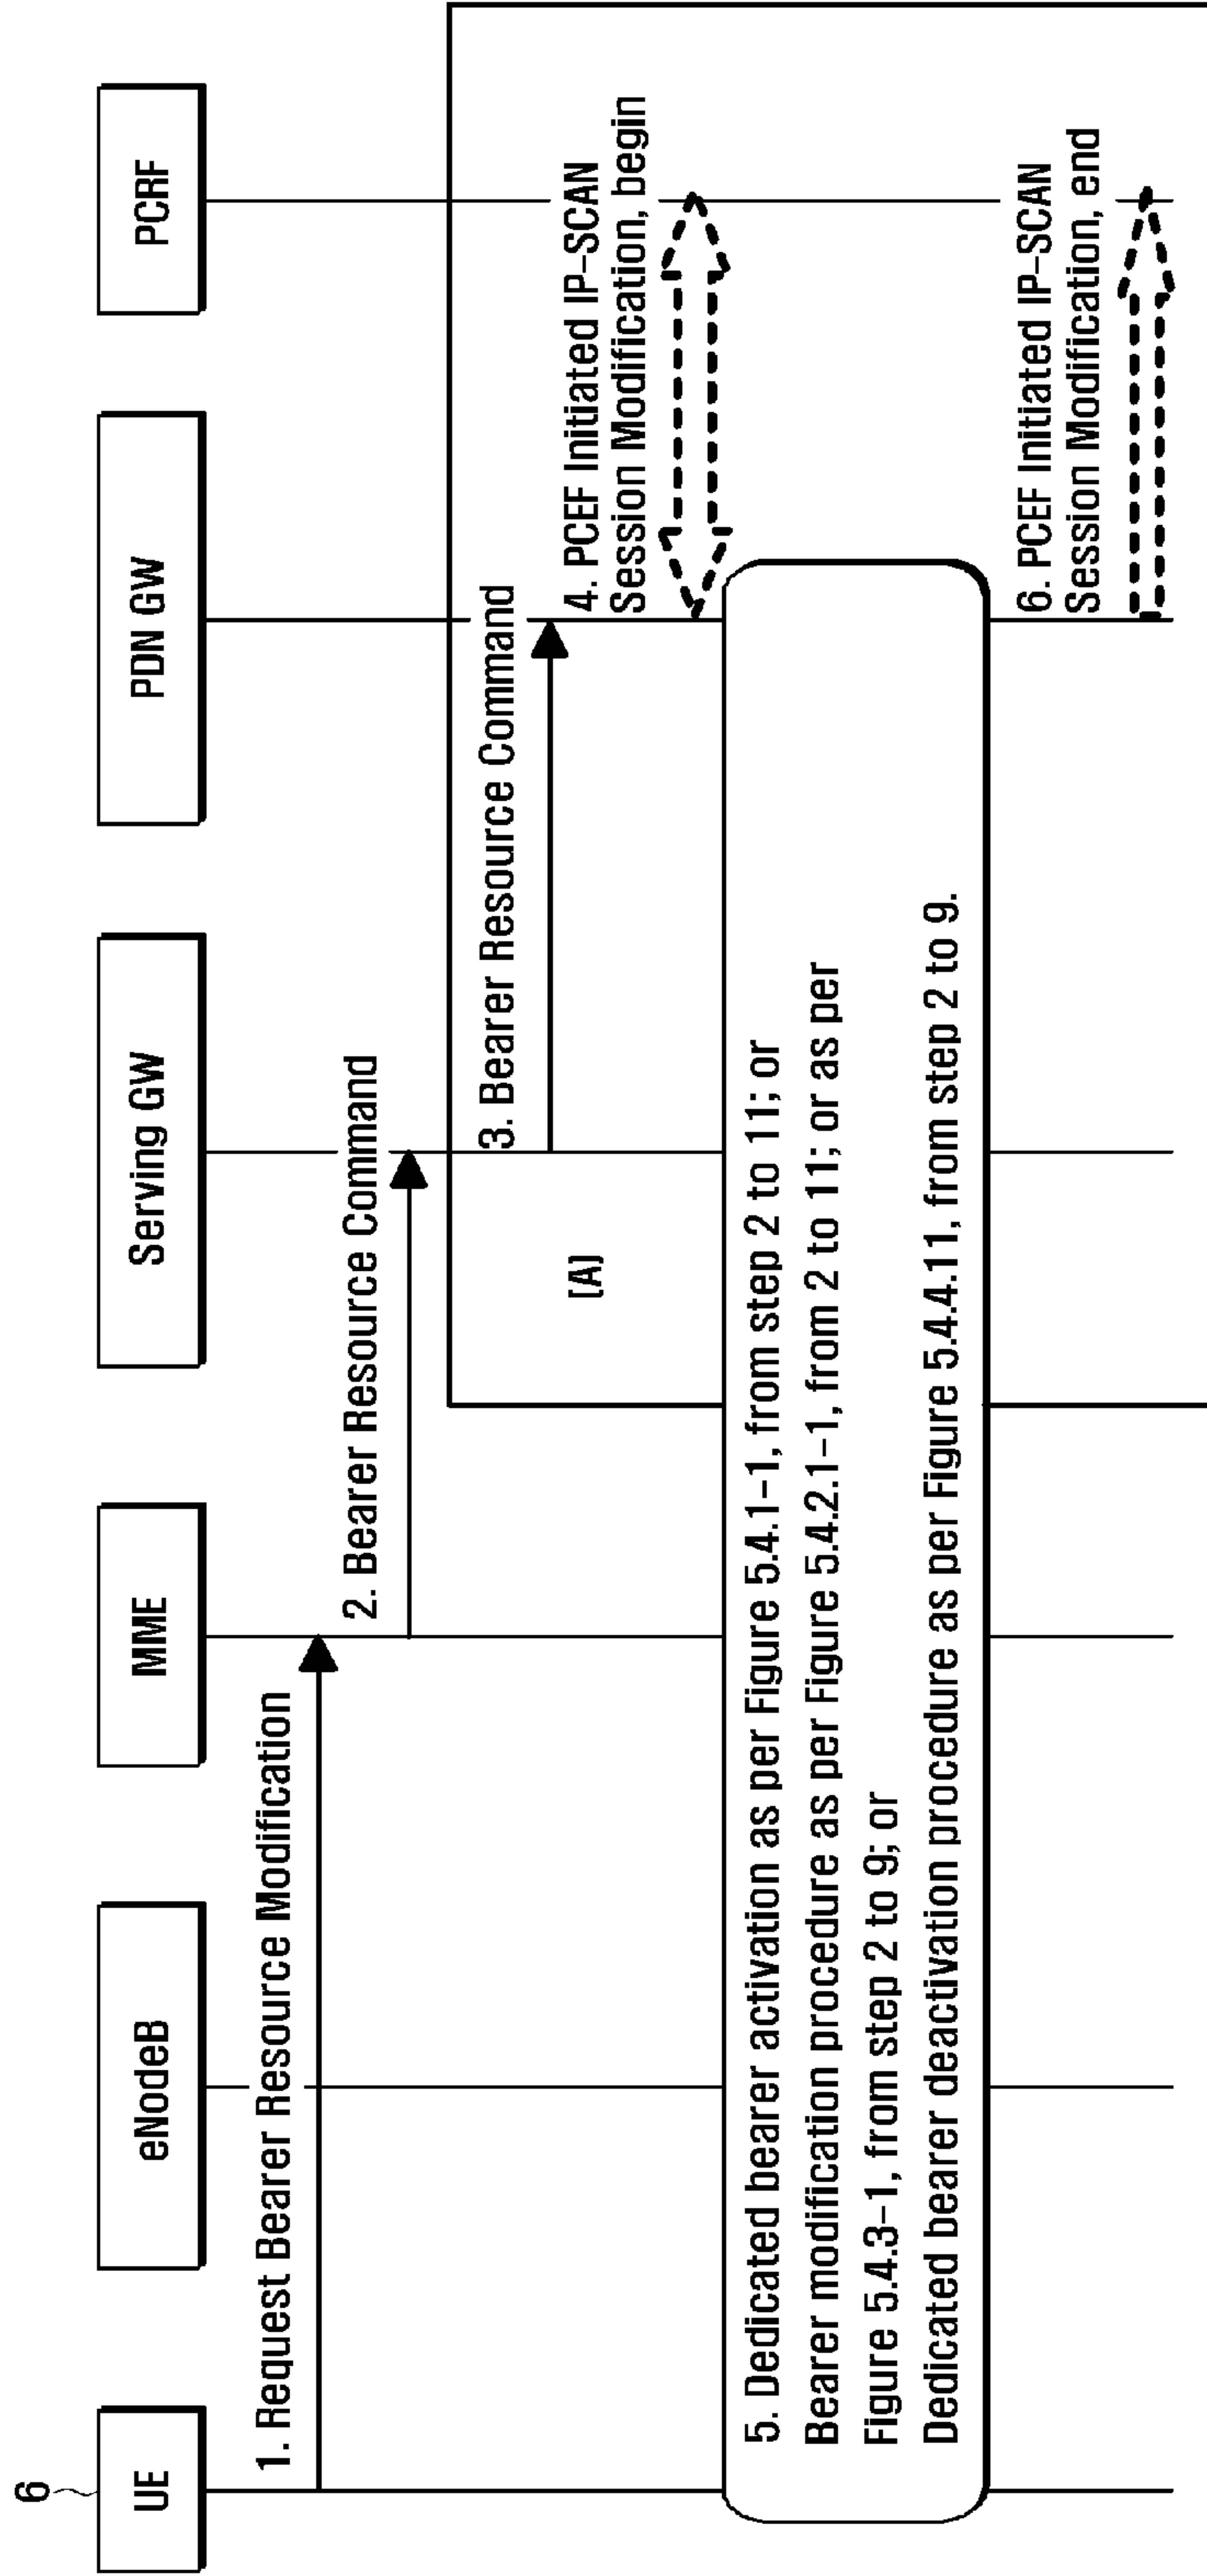 6
UE
eNodeB
MME
Serving GW
PDN GW
PCRF
1. Request Bearer Resource Modification
2. Bearer Resource Command
3. Bearer Resource Command
[A]
4. PCEF Initiated IP-SCAN
Session Modification, begin
5. Dedicated bearer activation as per Figure 5.4.1-1, from step 2 to 11; or
Bearer modification procedure as per Figure 5.4.2.1-1, from 2 to 11; or as per
Figure 5.4.3-1, from step 2 to 9; or
Dedicated bearer deactivation procedure as per Figure 5.4.4.11, from step 2 to 9.
6. PCEF Initiated IP-SCAN
Session Modification, end